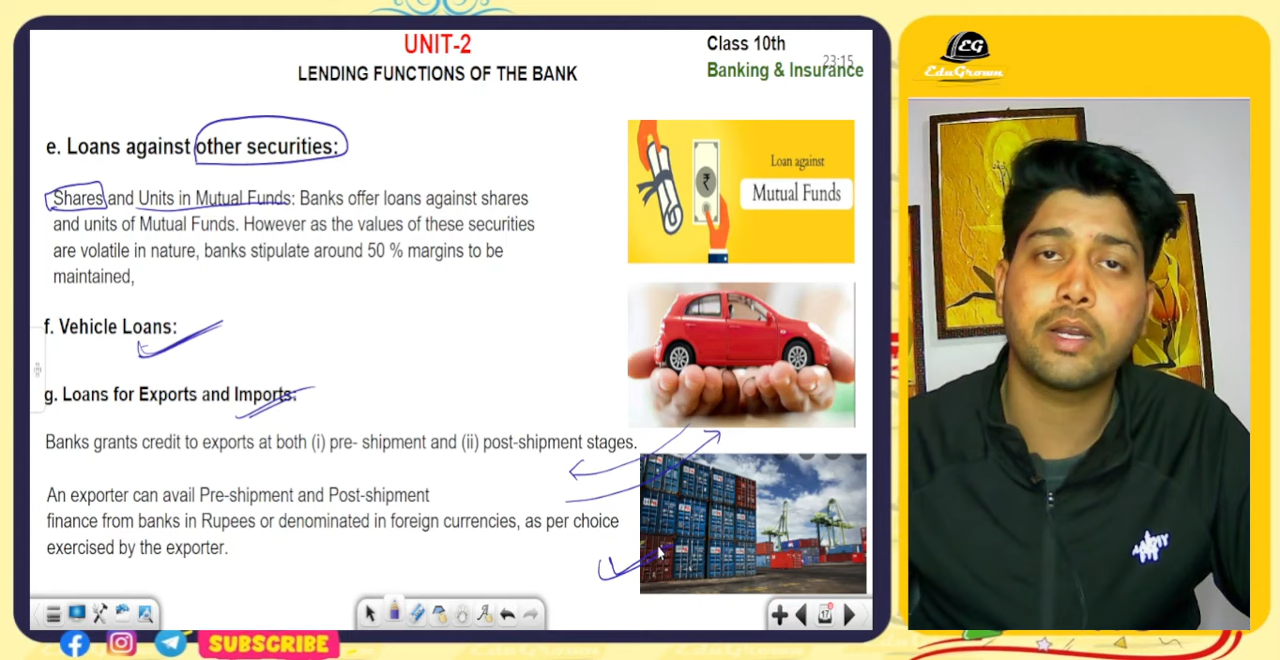 UNIT-2
LENDING FUNCTIONS OF THE BANK
Class 10th
23:15
Banking & Insurance
EG
EduGrown
e. Loans against other securities:
Shares and Units in Mutual Funds: Banks offer loans against shares
and units of Mutual Funds. However as the values of these securities
are volatile in nature, banks stipulate around 50 % margins to be
maintained,
Loan against
Mutual Funds
₹
f. Vehicle Loans:
g. Loans for Exports and Imports:
Banks grants credit to exports at both (i) pre- shipment and (ii) post-shipment stages.
An exporter can avail Pre-shipment and Post-shipment
finance from banks in Rupees or denominated in foreign currencies, as per choice
exercised by the exporter.
17
SUBSCRIBE